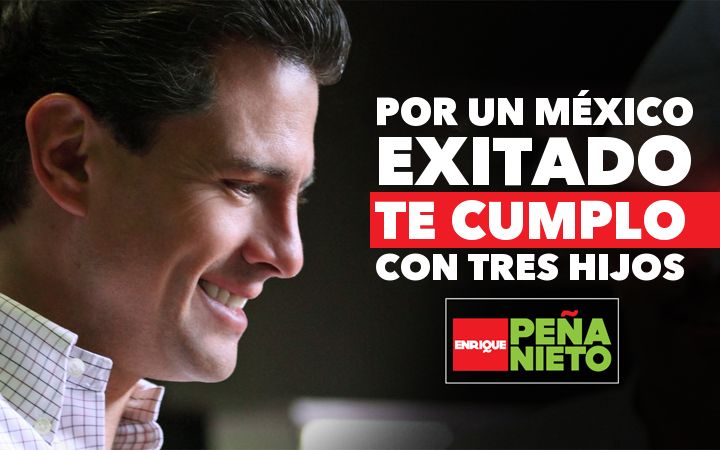 POR UN MÉXICO
EXITADO
TE CUMPLO
CON TRES HIJOS
ENRIQUE
PEÑA
NIETO